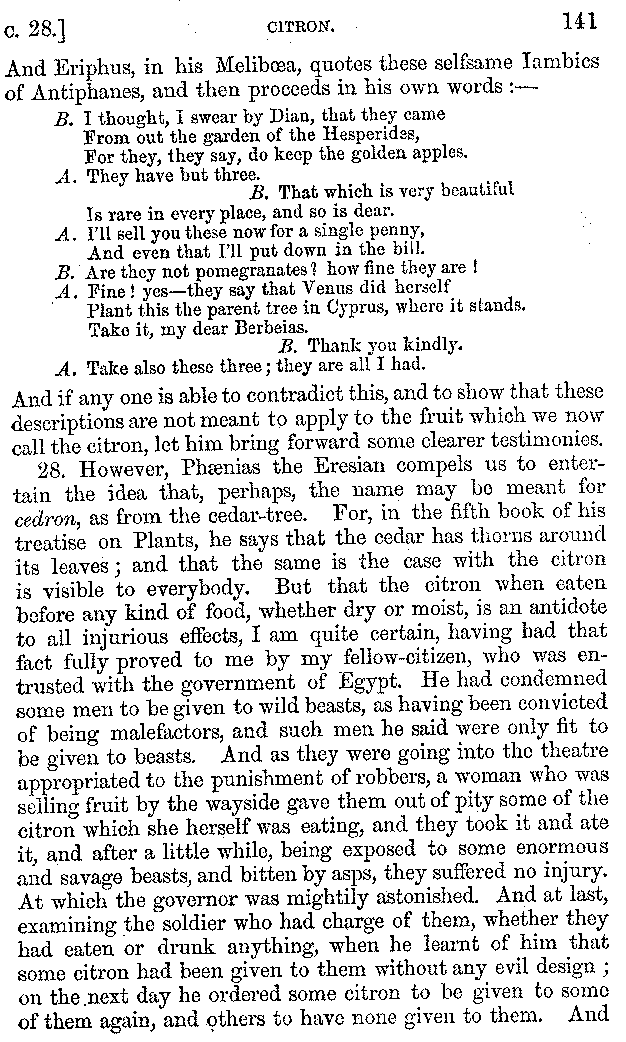 c. 28.] CITRON. 141
And Eriphus, in his Melibœa, quotes these selfsame Iambics
of Antiphanes, and then proceeds in his own words :—
B. I thought, I swear by Dian, that they came
From out the garden of the Hesperides,
For they, they say, do keep the golden apples.
A. They have but three.
B. That which is very beautiful
Is rare in every place, and so is dear.
A. I'll sell you these now for a single penny,
And even that I'll put down in the bill.
B. Are they not pomegranates? how fine they are!
A. Fine! yes—they say that Venus did herself
Plant this the parent tree in Cyprus, where it stands.
Take it, my dear Berbeias.
B. Thank you kindly.
A. Take also these three; they are all I had.
And if any one is able to contradict this, and to show that these
descriptions are not meant to apply to the fruit which we now
call the citron, let him bring forward some clearer testimonies.
28. However, Phænias the Eresian compels us to enter-
tain the idea that, perhaps, the name may be meant for
cedron, as from the cedar-tree. For, in the fifth book of his
treatise on Plants, he says that the cedar has thorns around
its leaves; and that the same is the case with the citron
is visible to everybody. But that the citron when eaten
before any kind of food, whether dry or moist, is an antidote
to all injurious effects, I am quite certain, having had that
fact fully proved to me by my fellow-citizen, who was en-
trusted with the government of Egypt. He had condemned
some men to be given to wild beasts, as having been convicted
of being malefactors, and such men he said were only fit to
be given to beasts. And as they were going into the theatre
appropriated to the punishment of robbers, a woman who was
selling fruit by the wayside gave them out of pity some of the
citron which she herself was eating, and they took it and ate
it, and after a little while, being exposed to some enormous
and savage beasts, and bitten by asps, they suffered no injury.
At which the governor was mightily astonished. And at last,
examining the soldier who had charge of them, whether they
had eaten or drunk anything, when he learnt of him that
some citron had been given to them without any evil design;
on the next day he ordered some citron to be given to some
of them again, and others to have none given to them. And